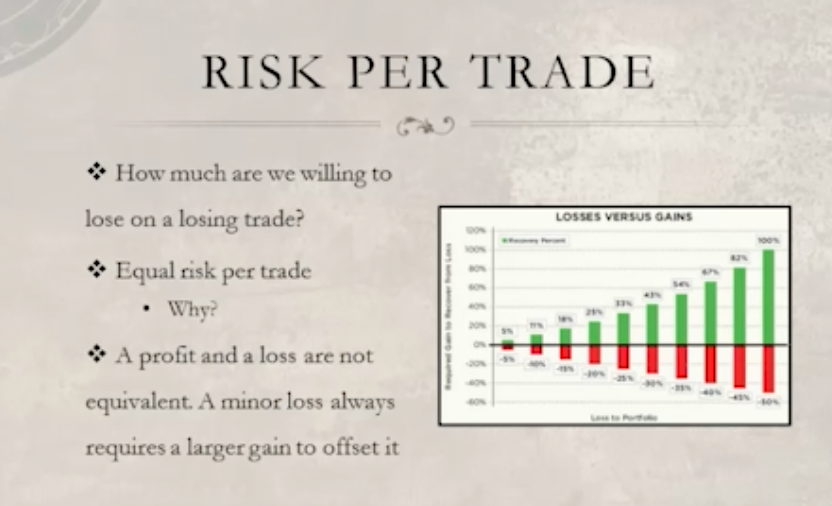 RISK PER TRADE
❖ How much are we willing to
lose on a losing trade?
❖ Equal risk per trade
• Why?
❖ A profit and a loss are not
equivalent. A minor loss always
requires a larger gain to offset it
LOSSES VERSUS GAINS
Required Gain to Recover from Loss
120%
100%
80%
60%
40%
20%
0%
-20%
-40%
-60%
Recovery Percent
5%
11%
18%
25%
33%
43%
54%
67%
82%
100%
-5%
-10%
-15%
-20%
-25%
-30%
-35%
-40%
-45%
-50%
Loss to Portfolio